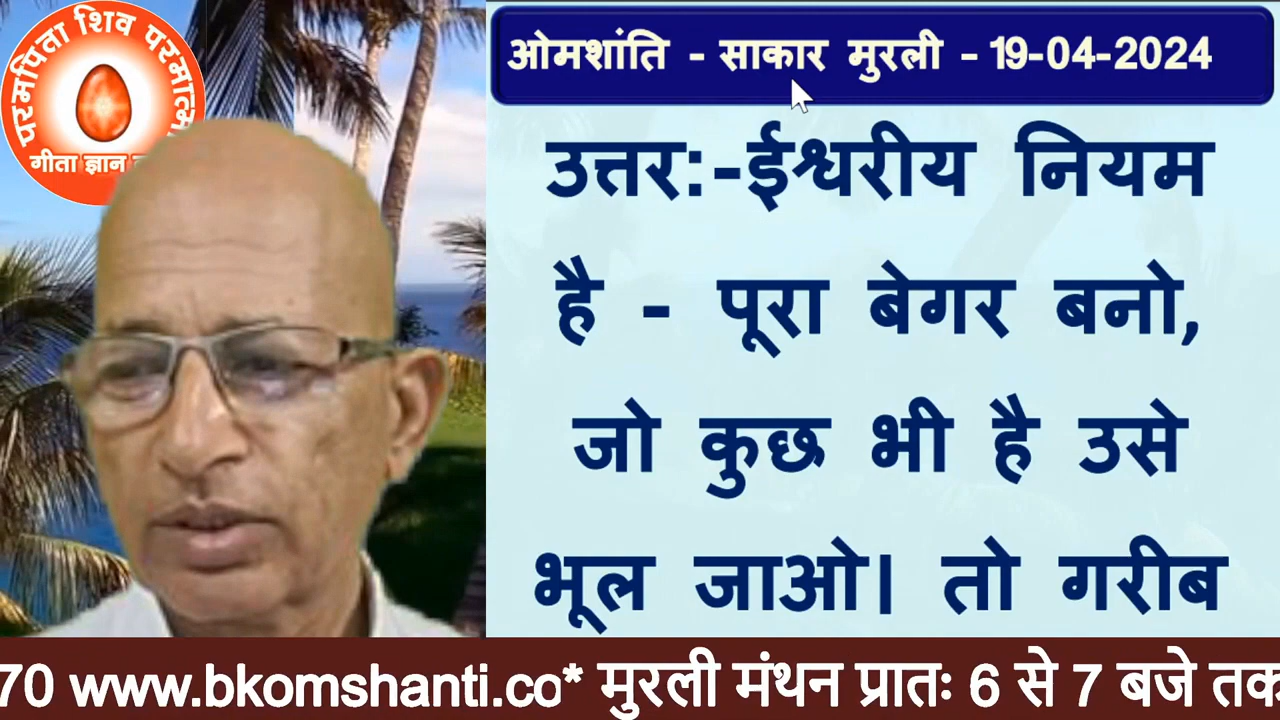 परमपिता शिव परमात्मा
गीता ज्ञान
ओमशांति - साकार मुरली - 19-04-2024
उत्तर:-ईश्वरीय नियम
है - पूरा बेगर बनो,
जो कुछ भी है उसे
भूल जाओ। तो गरीब
70 www.bkomshanti.co* मुरली मंथन प्रातः 6 से 7 बजे तक